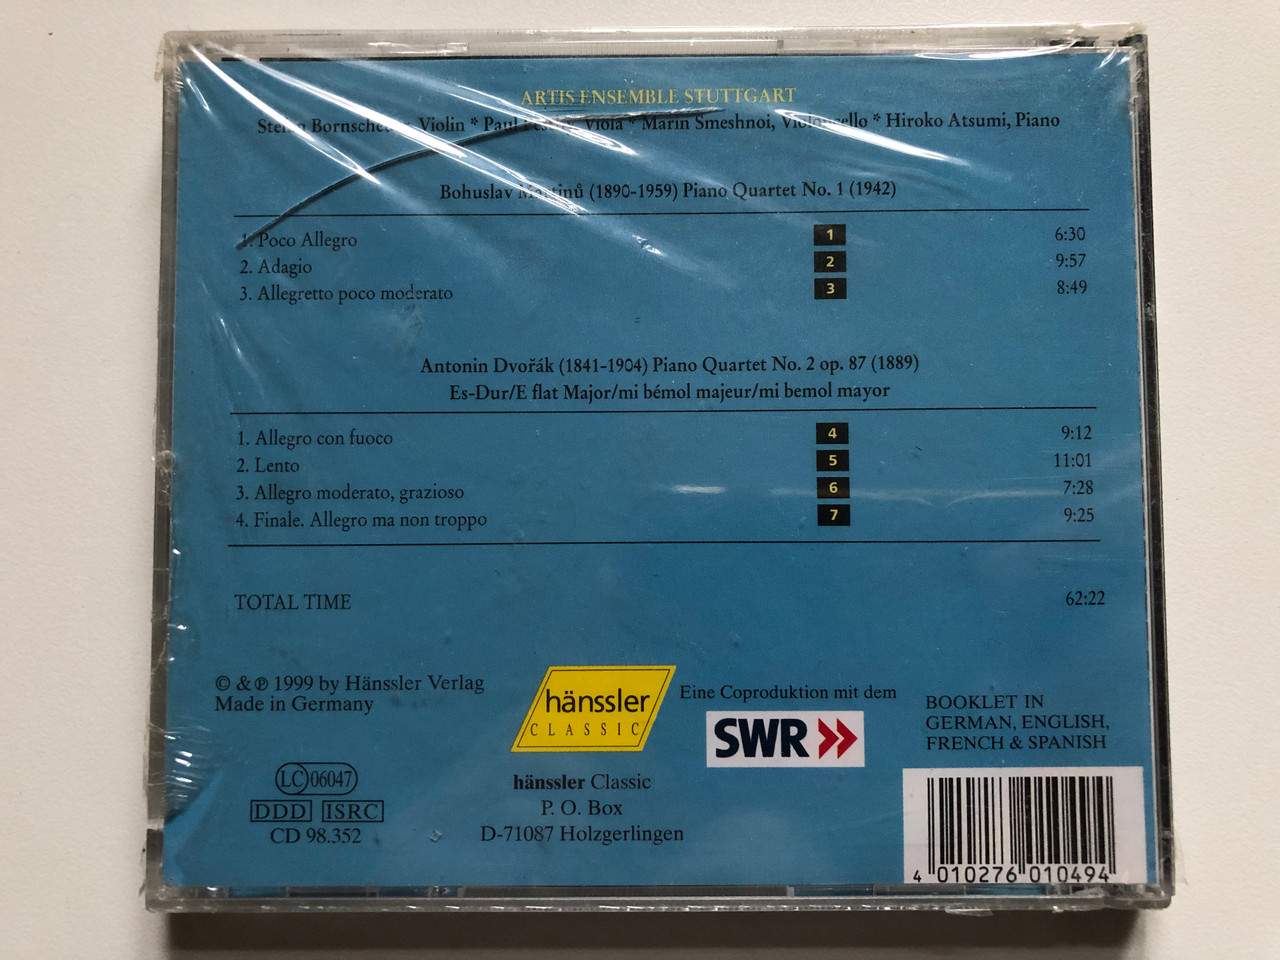 ARTIS ENSEMBLE STUTTGART
Violin * Paul Viola * Marin Smeshnoi, Violoncello * Hiroko Atsumi, Piano
Bohuslav Martinů (1890-1959) Piano Quartet No. 1 (1942)
1. Poco Allegro 1 6:30
2. Adagio 2 9:57
3. Allegretto poco moderato 3 8:49
Antonin Dvořák (1841-1904) Piano Quartet No. 2 op. 87 (1889)
Es-Dur/E flat Major/mi bémol majeur/mi bemol mayor
1. Allegro con fuoco 4 9:12
2. Lento 5 11:01
3. Allegro moderato, grazioso 6 7:28
4. Finale. Allegro ma non troppo 7 9:25
TOTAL TIME 62:22
© & ℗ 1999 by Hänssler Verlag
Made in Germany
LC 06047
DDD ISRC
CD 98.352
hänssler
CLASSIC
hänssler Classic
P. O. Box
D-71087 Holzgerlingen
Eine Coproduktion mit dem
SWR
BOOKLET IN
GERMAN, ENGLISH,
FRENCH & SPANISH
4 010276 010494